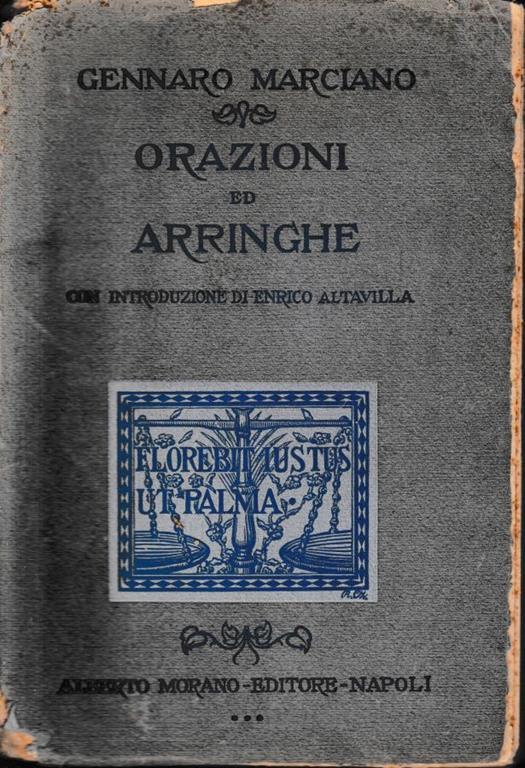 GENNARO MARCIANO
ORAZIONI
ED
ARRINGHE
CON INTRODUZIONE DI ENRICO ALTAVILLA
FLOREBIT IUSTUS
UT PALMA·
ALBERTO MORANO-EDITORE-NAPOLI